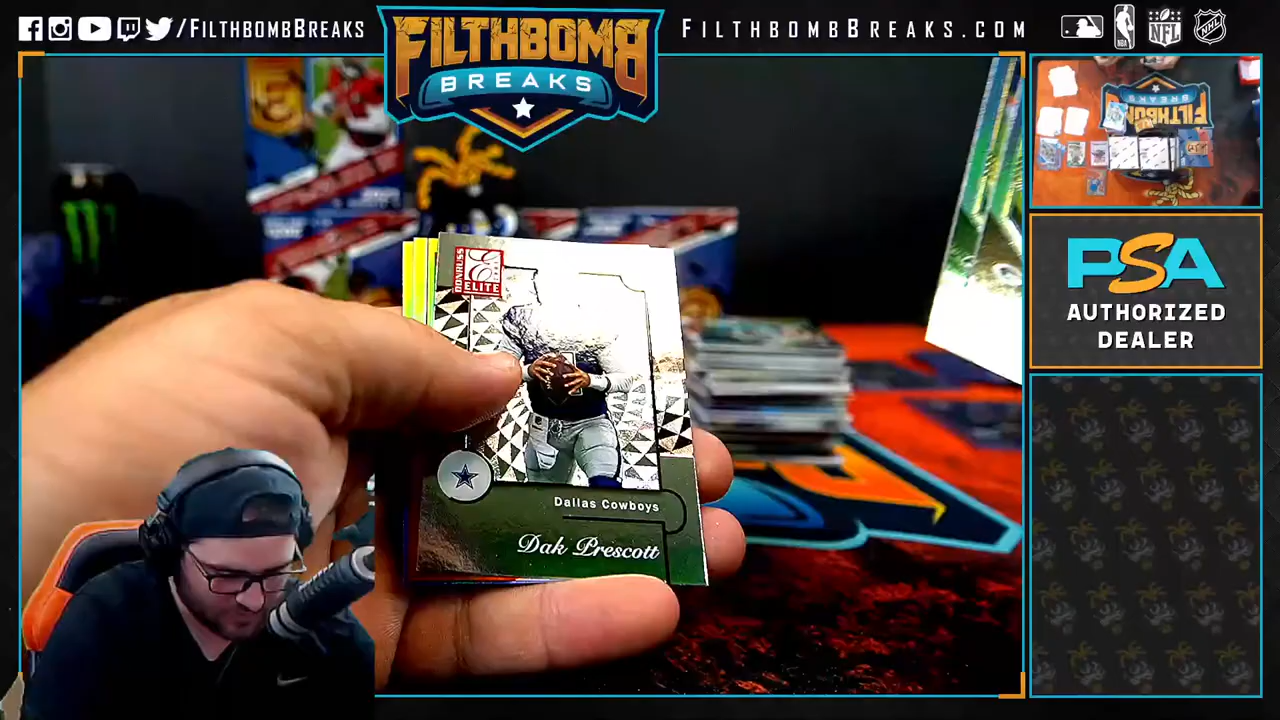 /FilthbombBreaks
FILTHBOMB
BREAKS
FilthbombBreaks.com
DONRUSS
ELITE
Dallas Cowboys
Dak Prescott
PSA
AUTHORIZED
DEALER